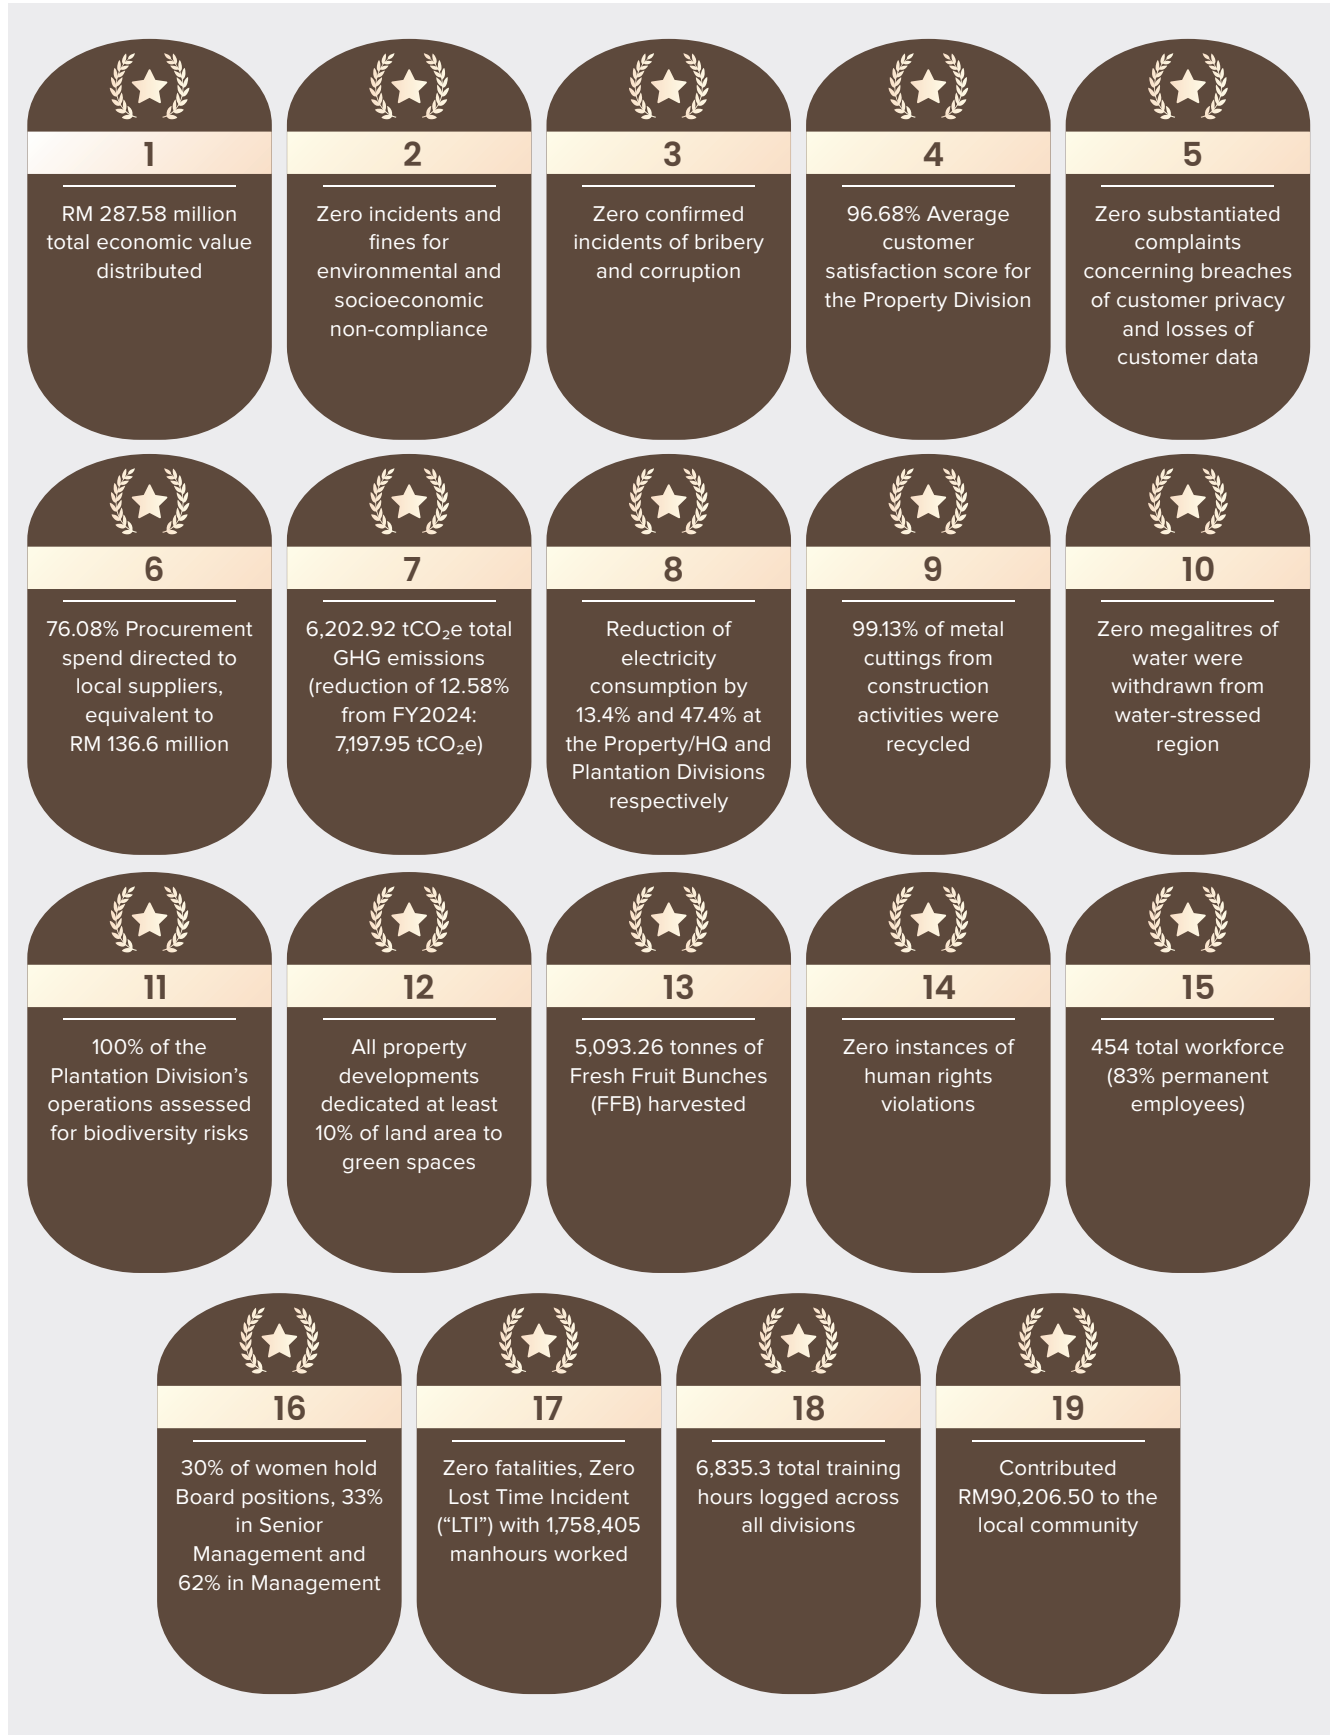 1
RM 287.58 million
total economic value
distributed
2
Zero incidents and
fines for
environmental and
socioeconomic
non-compliance
3
Zero confirmed
incidents of bribery
and corruption
4
96.68% Average
customer
satisfaction score for
the Property Division
5
Zero substantiated
complaints
concerning breaches
of customer privacy
and losses of
customer data
6
76.08% Procurement
spend directed to
local suppliers,
equivalent to
RM 136.6 million
7
6,202.92 tCO₂e total
GHG emissions
(reduction of 12.58%
from FY2024:
7,197.95 tCO₂e)
8
Reduction of
electricity
consumption by
13.4% and 47.4% at
the Property/HQ and
Plantation Divisions
respectively
9
99.13% of metal
cuttings from
construction
activities were
recycled
10
Zero megalitres of
water were
withdrawn from
water-stressed
region
11
100% of the
Plantation Division’s
operations assessed
for biodiversity risks
12
All property
developments
dedicated at least
10% of land area to
green spaces
13
5,093.26 tonnes of
Fresh Fruit Bunches
(FFB) harvested
14
Zero instances of
human rights
violations
15
454 total workforce
(83% permanent
employees)
16
30% of women hold
Board positions, 33%
in Senior
Management and
62% in Management
17
Zero fatalities, Zero
Lost Time Incident
(“LTI”) with 1,758,405
manhours worked
18
6,835.3 total training
hours logged across
all divisions
19
Contributed
RM90,206.50 to the
local community